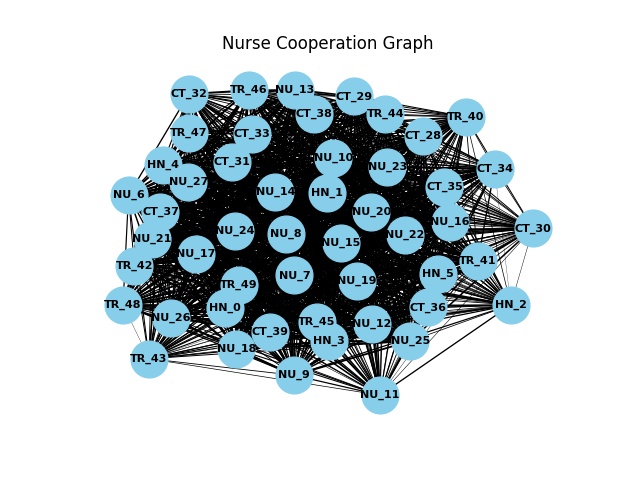 Nurse Cooperation Graph
CT_32
TR_46
NU_13
CT_29
CT_38
TR_44
TR_40
TR_47
CT_33
CT_28
HN_4
CT_31
NU_10
NU_23
CT_34
NU_27
NU_6
NU_14
HN_1
CT_35
CT_37
NU_20
NU_16
CT_30
NU_21
NU_24
NU_8
NU_15
NU_22
NU_17
TR_42
TR_41
NU_7
NU_19
HN_5
TR_49
TR_48
HN_0
CT_36
HN_2
NU_26
CT_39
TR_45
NU_12
HN_3
NU_25
NU_18
TR_43
NU_9
NU_11